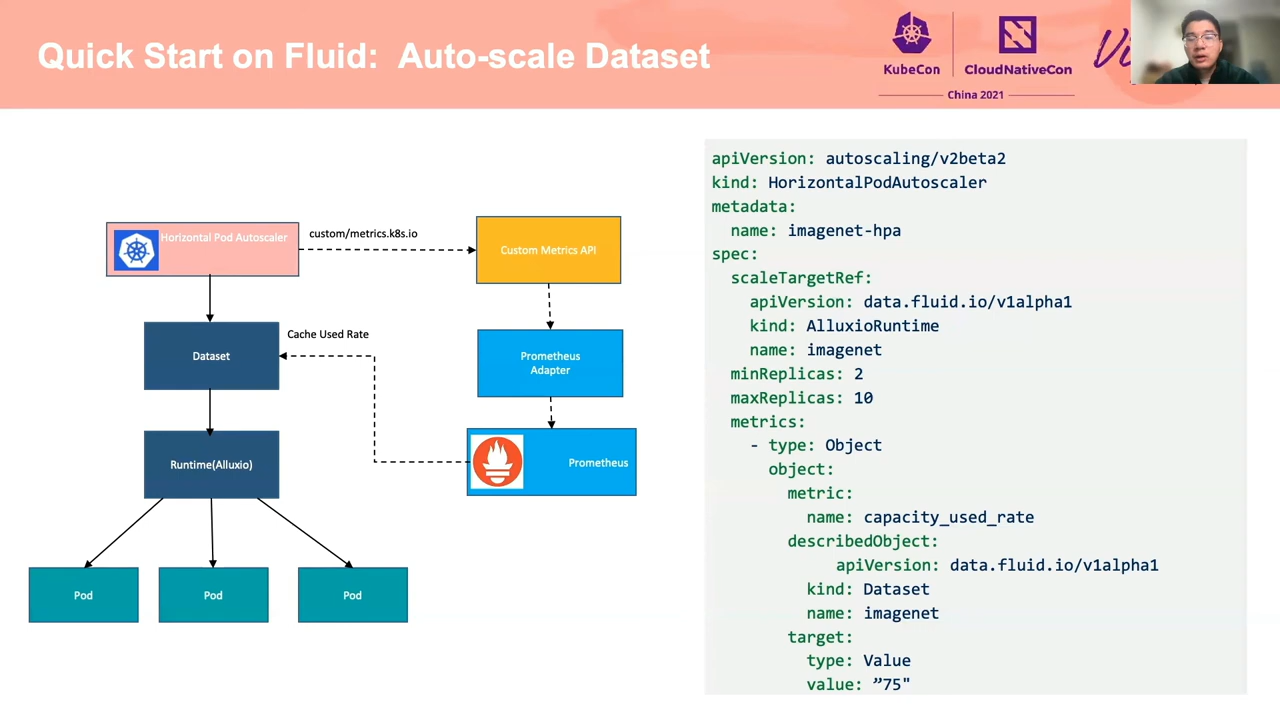 Quick Start on Fluid: Auto-scale Dataset
KubeCon
CloudNativeCon
China 2021
Horizontal Pod Autoscaler
custom/metrics.k8s.io
Custom Metrics API
Dataset
Cache Used Rate
Prometheus
Adapter
Runtime(Alluxio)
Prometheus
Pod
Pod
Pod
apiVersion: autoscaling/v2beta2
kind: HorizontalPodAutoscaler
metadata:
name: imagenet-hpa
spec:
scaleTargetRef:
apiVersion: data.fluid.io/v1alpha1
kind: AlluxioRuntime
name: imagenet
minReplicas: 2
maxReplicas: 10
metrics:
- type: Object
object:
metric:
name: capacity_used_rate
describedObject:
apiVersion: data.fluid.io/v1alpha1
kind: Dataset
name: imagenet
target:
type: Value
value: ”75"